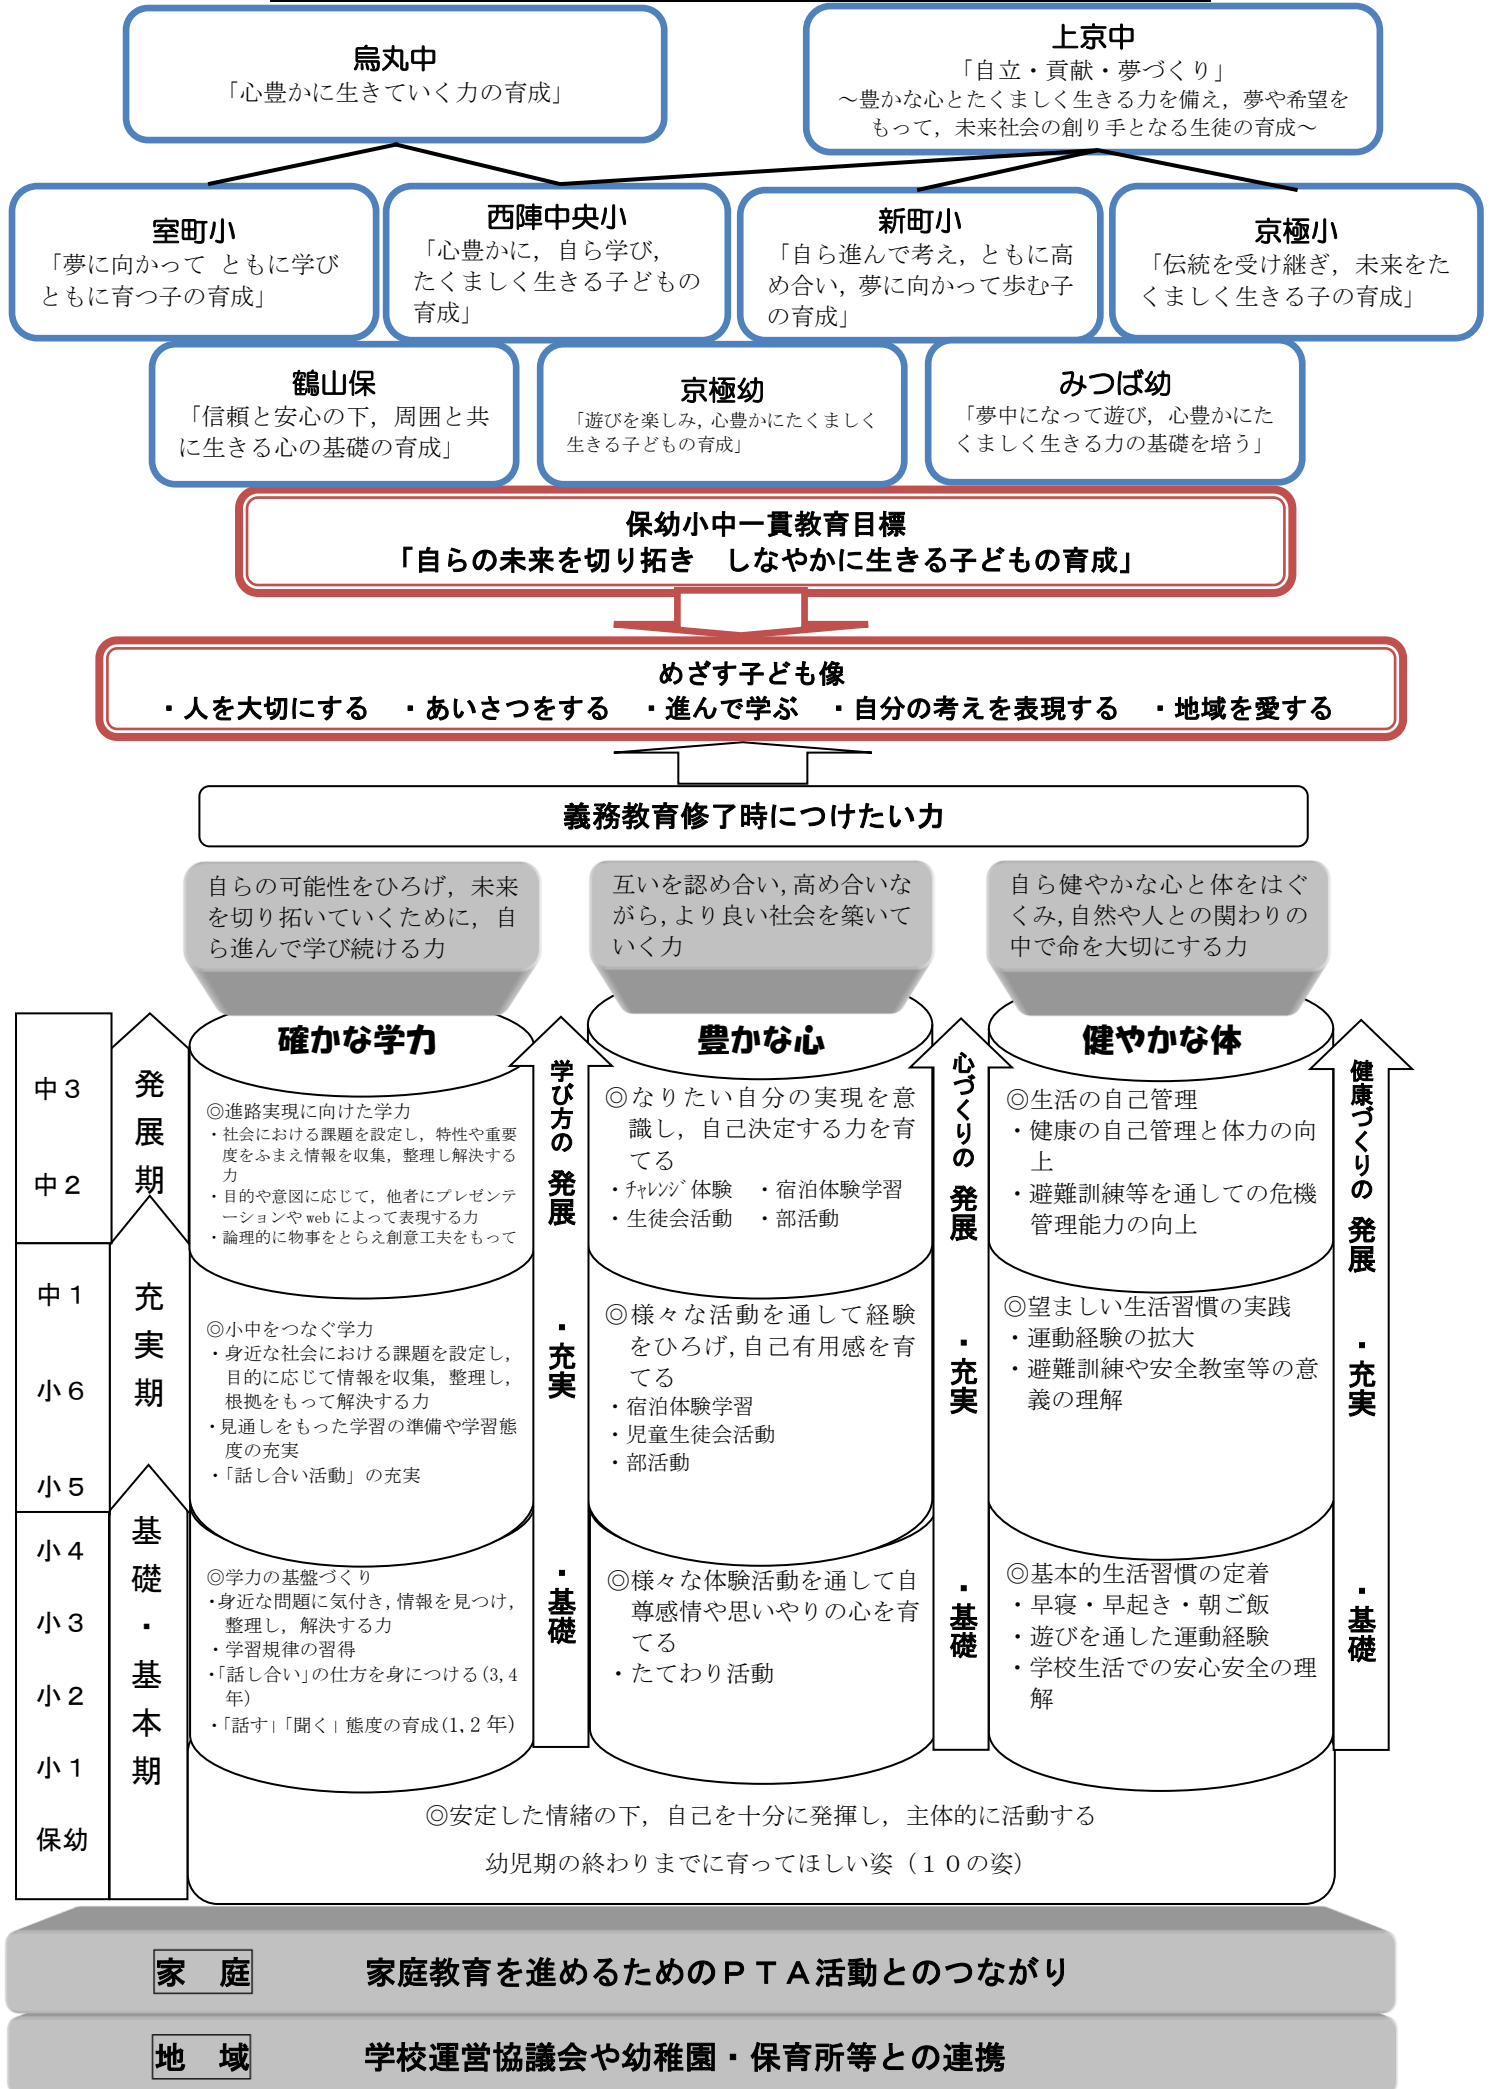 烏丸中
「心豊かに生きていく力の育成」
上京中
「自立・貢献・夢づくり」
～豊かな心とたくましく生きる力を備え，夢や希望を
もって，未来社会の創り手となる生徒の育成～
室町小
「夢に向かって ともに学び
ともに育つ子の育成」
西陣中央小
「心豊かに，自ら学び，
たくましく生きる子どもの
育成」
新町小
「自ら進んで考え，ともに高
め合い，夢に向かって歩む子
の育成」
京極小
「伝統を受け継ぎ，未来をた
くましく生きる子の育成」
鶴山保
「信頼と安心の下，周囲と共
に生きる心の基礎の育成」
京極幼
「遊びを楽しみ，心豊かにたくましく
生きる子どもの育成」
みつば幼
「夢中になって遊び，心豊かにた
くましく生きる力の基礎を培う」
保幼小中一貫教育目標
「自らの未来を切り拓き　しなやかに生きる子どもの育成」
めざす子ども像
・人を大切にする　・あいさつをする　・進んで学ぶ　・自分の考えを表現する　・地域を愛する
義務教育修了時につけたい力
自らの可能性をひろげ，未来
を切り拓いていくために，自
ら進んで学び続ける力
互いを認め合い，高め合いな
がら，より良い社会を築いて
いく力
自ら健やかな心と体をはぐ
くみ，自然や人との関わりの
中で命を大切にする力
中３
中２
中１
小６
小５
小４
小３
小２
小１
保幼
発展期
充実期
基礎・基本期
確かな学力
◎進路実現に向けた学力
・社会における課題を設定し，特性や重要
度をふまえ情報を収集，整理し解決する
力
・目的や意図に応じて，他者にプレゼンテ
ーションや web によって表現する力
・論理的に物事をとらえ創意工夫をもって
◎小中をつなぐ学力
・身近な社会における課題を設定し，
目的に応じて情報を収集，整理し，
根拠をもって解決する力
・見通しをもった学習の準備や学習態
度の充実
・「話し合い活動」の充実
◎学力の基盤づくり
・身近な問題に気付き，情報を見つけ，
整理し，解決する力
・学習規律の習得
・「話し合い」の仕方を身につける(3,4
年)
・「話す」「聞く」態度の育成(1,２年)
学び方の 発展 ・充実 ・基礎
豊かな心
◎なりたい自分の実現を意
識し，自己決定する力を育
てる
・ﾁｬﾚﾝｼﾞ体験　・宿泊体験学習
・生徒会活動　・部活動
◎様々な活動を通して経験
をひろげ，自己有用感を育
てる
・宿泊体験学習
・児童生徒会活動
・部活動
◎様々な体験活動を通して自
尊感情や思いやりの心を育
てる
・たてわり活動
心づくりの 発展 ・充実 ・基礎
健やかな体
◎生活の自己管理
・健康の自己管理と体力の向
上
・避難訓練等を通しての危機
管理能力の向上
◎望ましい生活習慣の実践
・運動経験の拡大
・避難訓練や安全教室等の意
義の理解
◎基本的生活習慣の定着
・早寝・早起き・朝ご飯
・遊びを通した運動経験
・学校生活での安心安全の理
解
健康づくりの 発展 ・充実 ・基礎
◎安定した情緒の下，自己を十分に発揮し，主体的に活動する
幼児期の終わりまでに育ってほしい姿（１０の姿）
家　庭　家庭教育を進めるためのＰＴＡ活動とのつながり
地　域　学校運営協議会や幼稚園・保育所等との連携